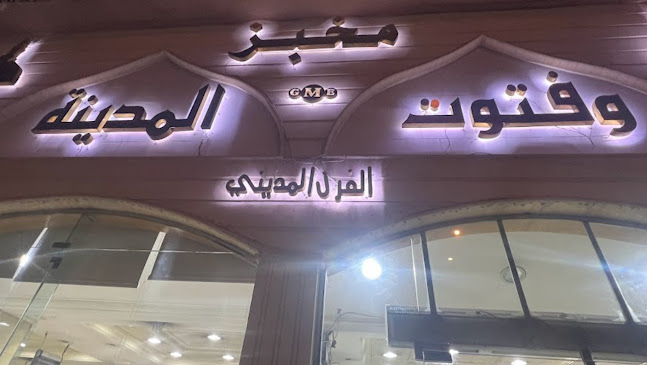 مخبز
وفتوت المدينة
GMB
الفرن المديني